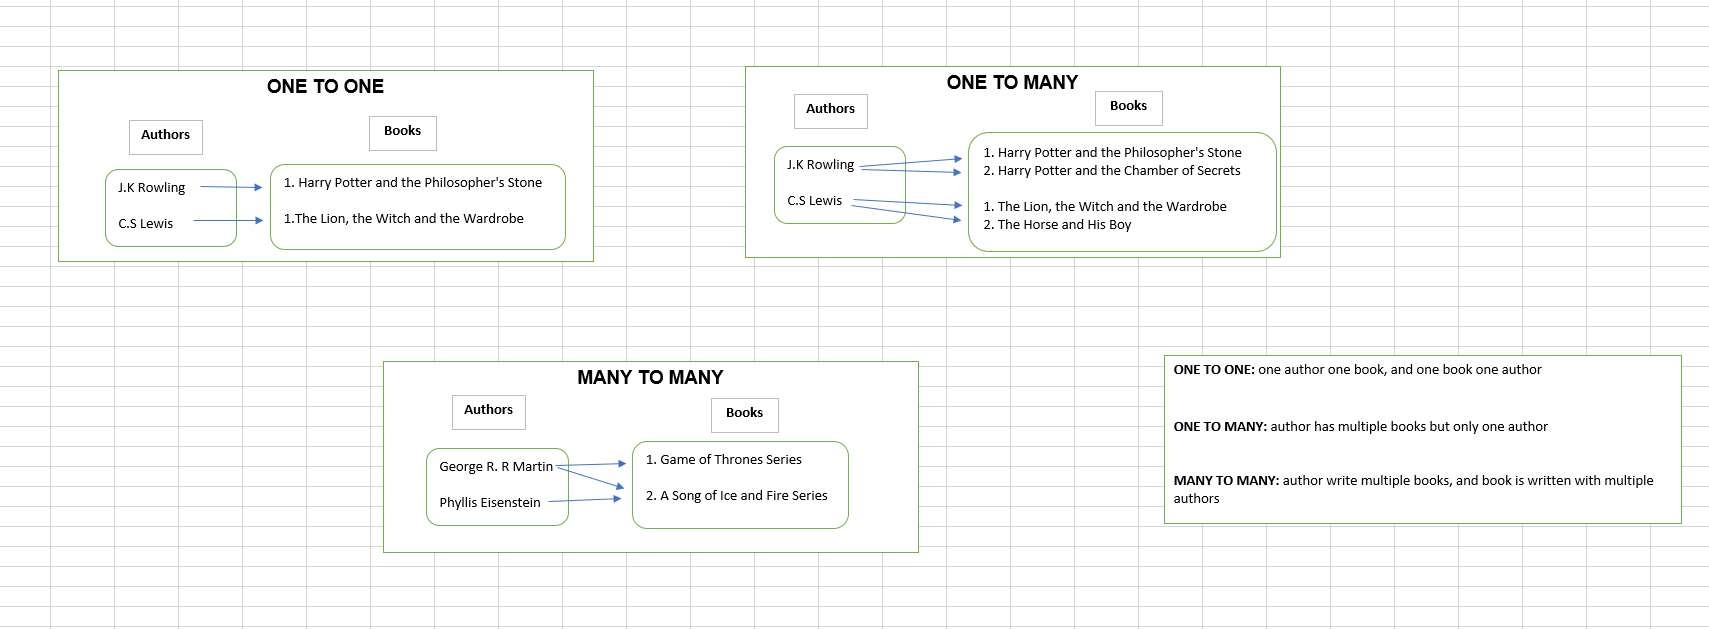 ONE TO ONE
Authors
Books
J.K Rowling
C.S Lewis
1. Harry Potter and the Philosopher's Stone
1.The Lion, the Witch and the Wardrobe
ONE TO MANY
Authors
Books
J.K Rowling
C.S Lewis
1. Harry Potter and the Philosopher's Stone
2. Harry Potter and the Chamber of Secrets
1. The Lion, the Witch and the Wardrobe
2. The Horse and His Boy
MANY TO MANY
Authors
Books
George R. R Martin
Phyllis Eisenstein
1. Game of Thrones Series
2. A Song of Ice and Fire Series
ONE TO ONE: one author one book, and one book one author
ONE TO MANY: author has multiple books but only one author
MANY TO MANY: author write multiple books, and book is written with multiple
authors